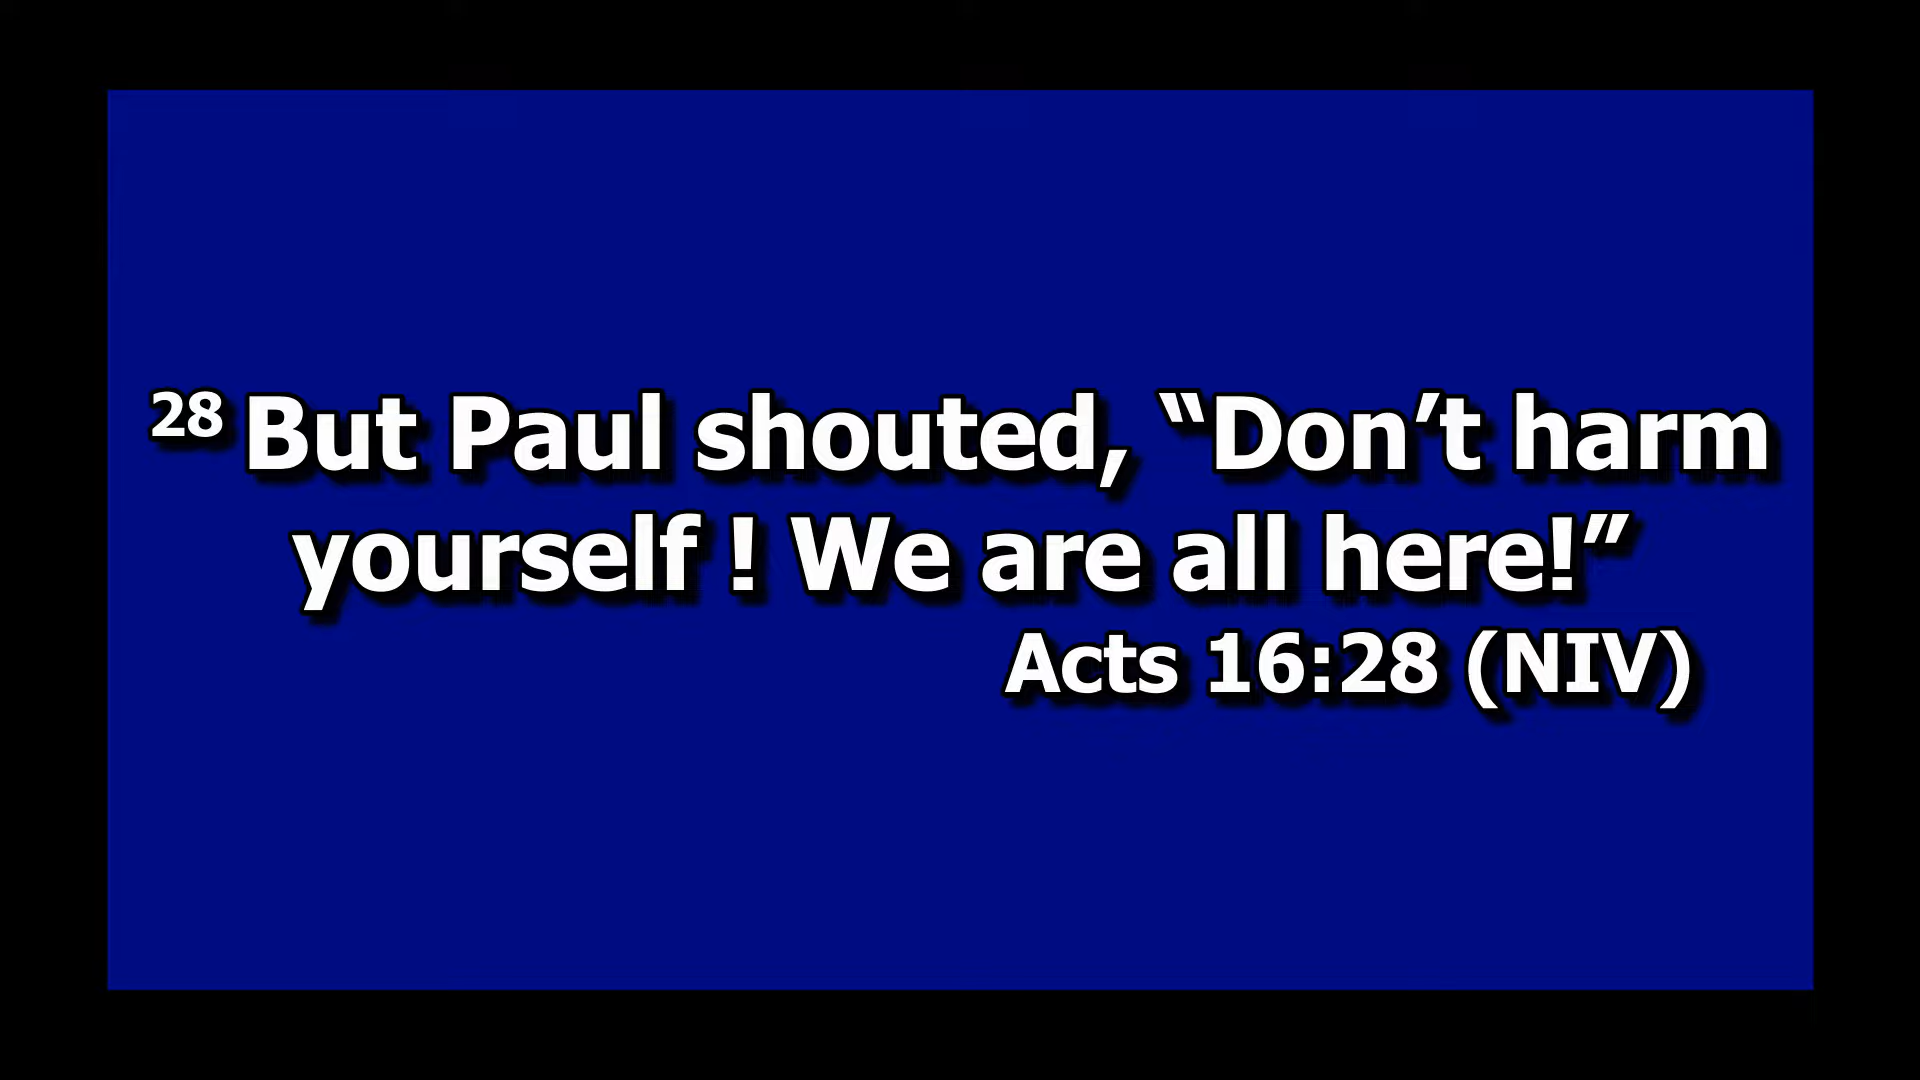 28 But Paul shouted, “Don’t harm
yourself ! We are all here!”
Acts 16:28 (NIV)